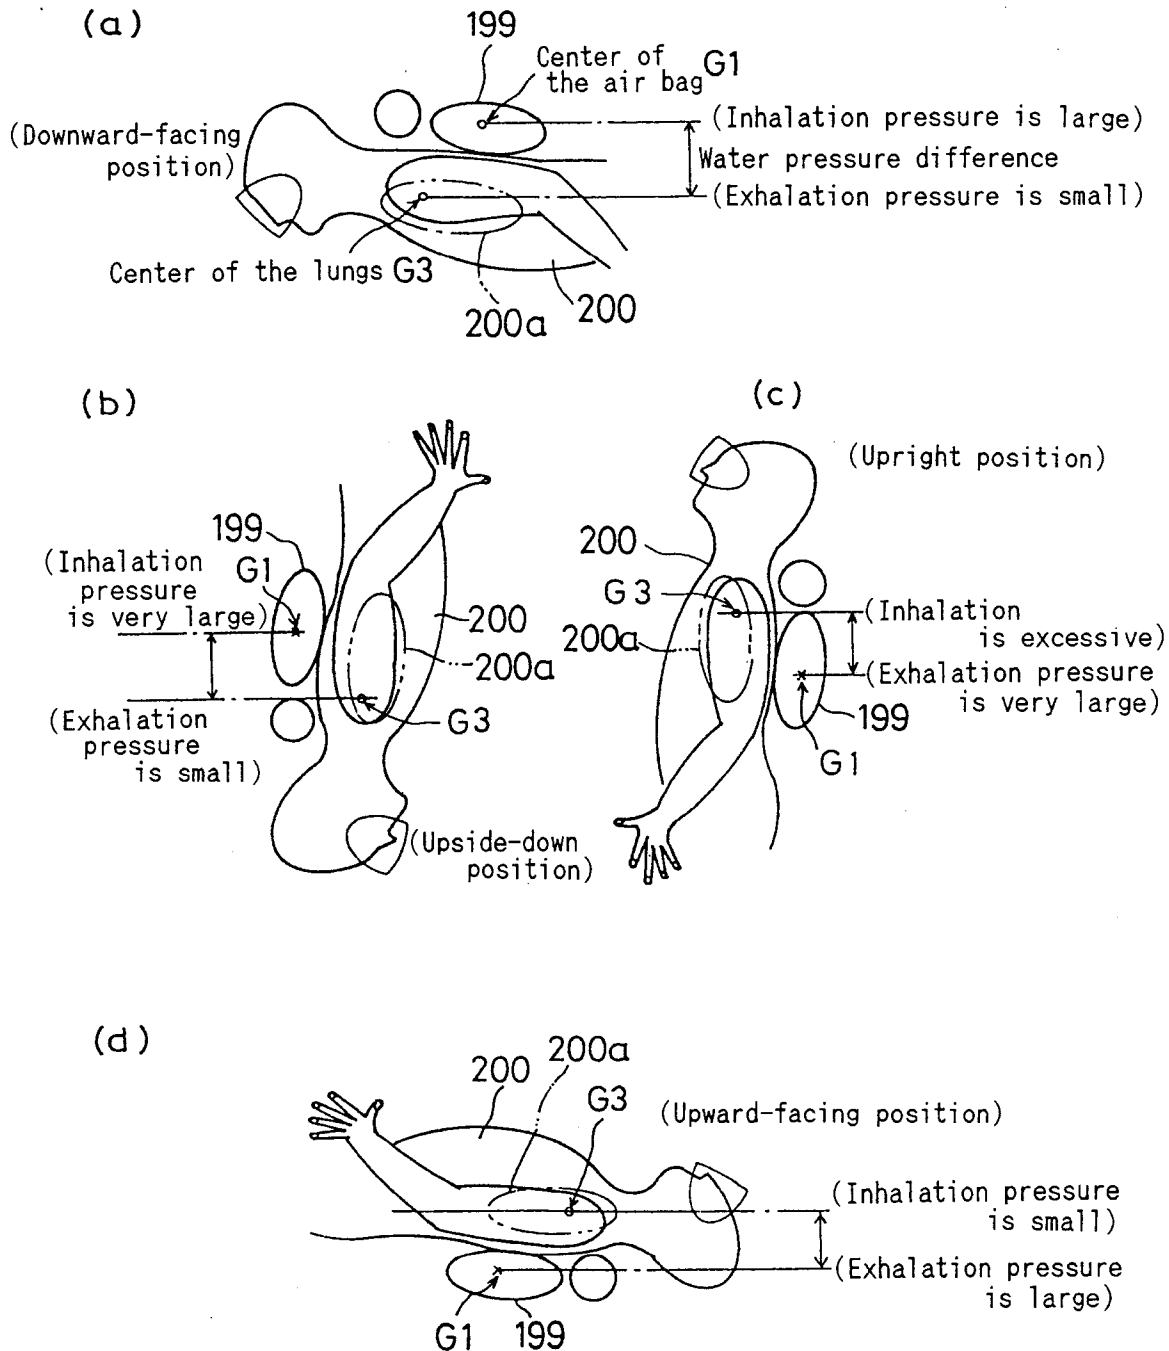 (a)
199
Center of
the air bag G1
(Downward-facing
position)
(Inhalation pressure is large)
Water pressure difference
(Exhalation pressure is small)
Center of the lungs G3
200a
200
(b)
199
(Inhalation
G1
pressure
is very large)
200
200a
(Exhalation
pressure
is small)
G3
(Upside-down
position)
(c)
(Upright position)
200
G3
200a
(Inhalation
is excessive)
(Exhalation pressure
is very large)
199
G1
(d)
200
200a
G3
(Upward-facing position)
(Inhalation pressure
is small)
(Exhalation pressure
is large)
G1
199